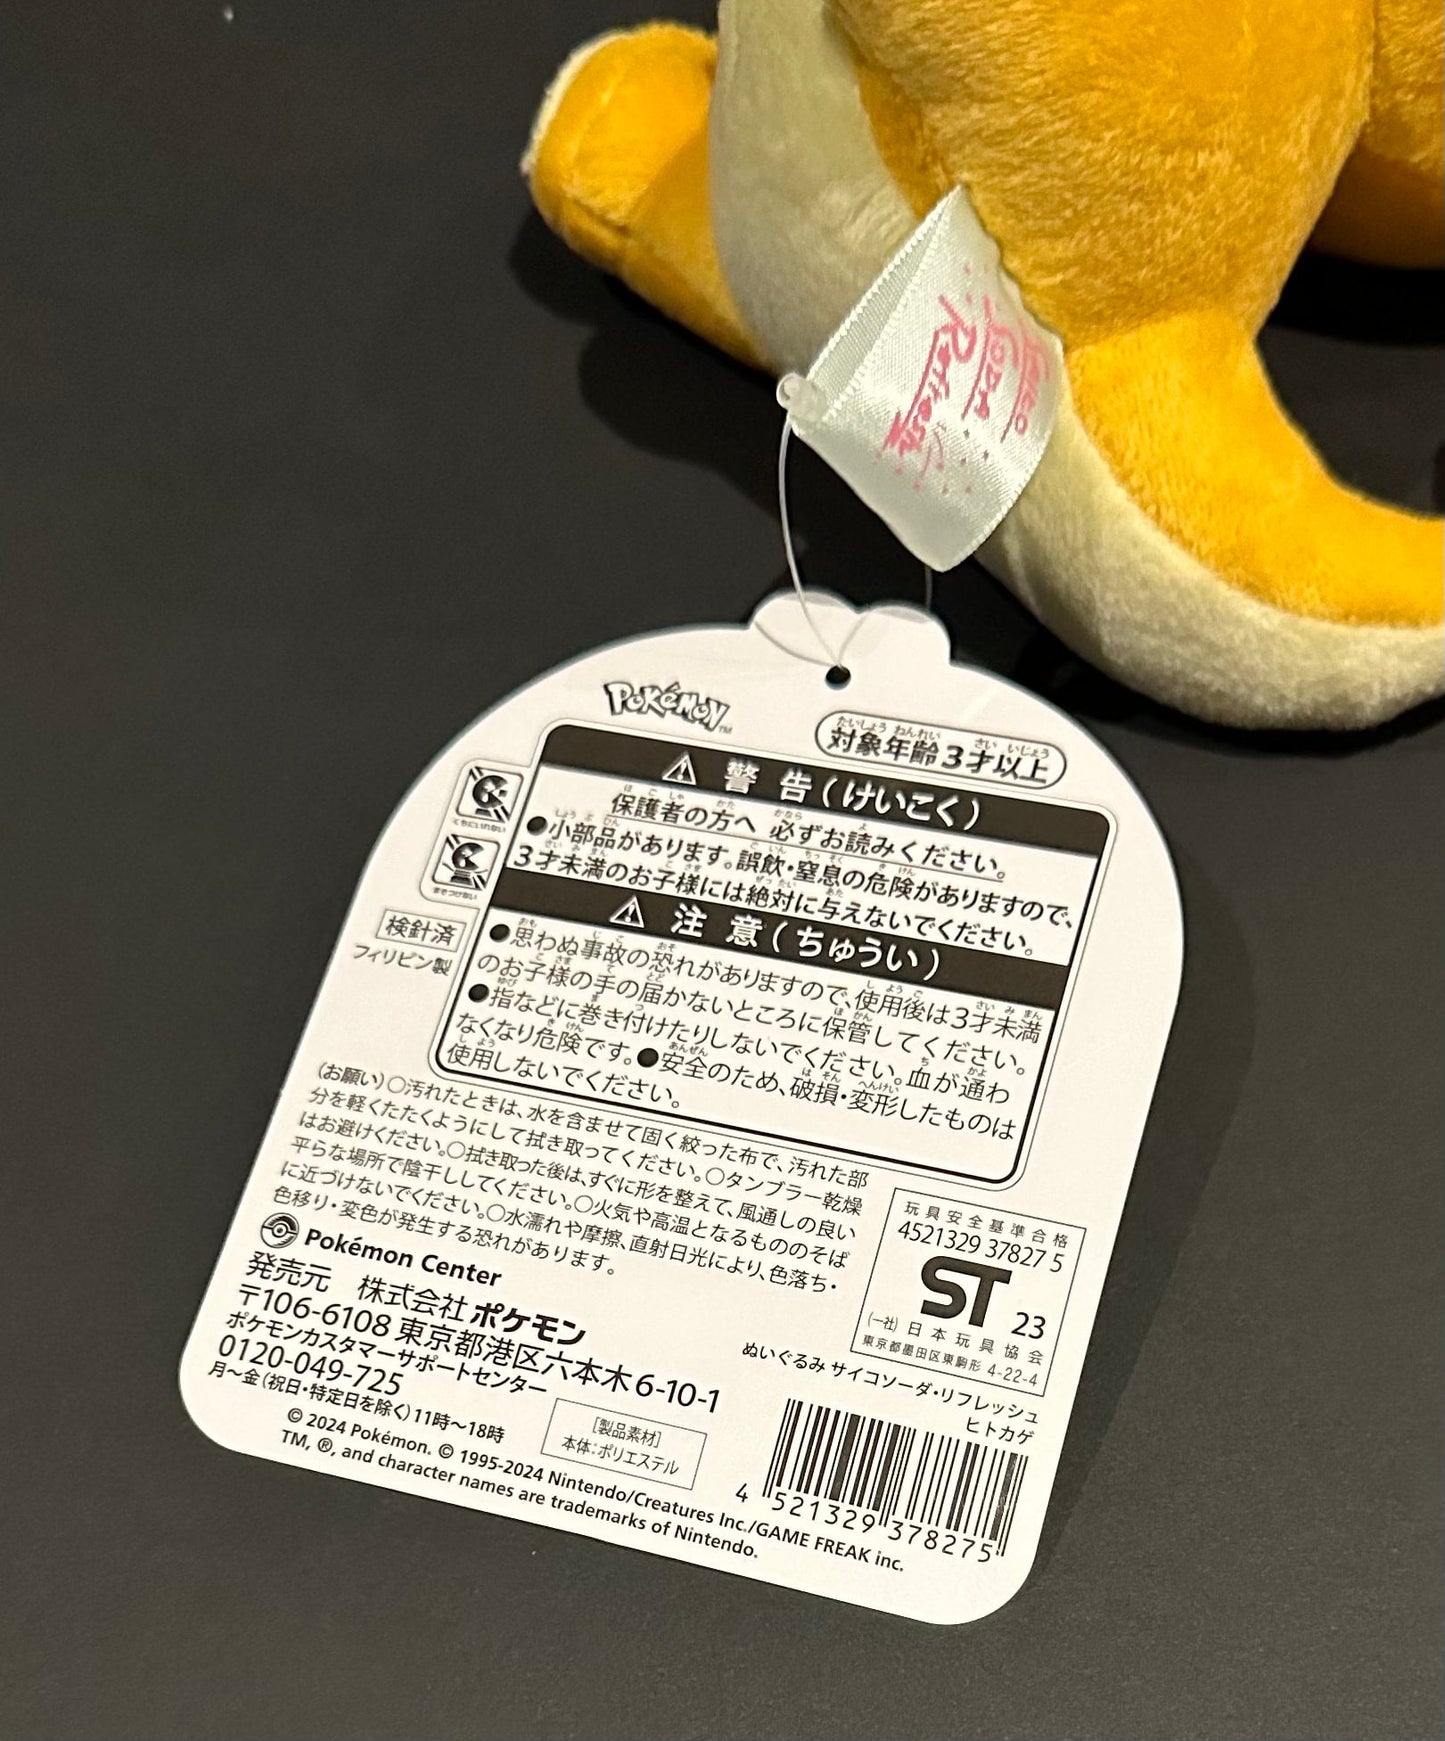 PSYCHO
SODA
Refresh
POKéMON TM
対象年齢3才以上
たいしょう ねんれい さい いじょう
警告(けいこく)
保護者の方へ 必ずお読みください。
●小部品があります。誤飲・窒息の危険がありますので、
3才未満のお子様には絶対に与えないでください。
注意(ちゅうい)
●思わぬ事故の恐れがありますので、使用後は3才未満
のお子様の手の届かないところに保管してください。
●指などに巻き付けたりしないでください。血が通わ
なくなり危険です。●安全のため、破損・変形したものは
使用しないでください。
くちにいれない
検針済
フィリピン製
(お願い)○汚れたときは、水を含ませて固く絞った布で、汚れた部
分を軽くたたくようにして拭き取ってください。○タンブラー乾燥
はお避けください。○拭き取った後は、すぐに形を整えて、風通しの良い
平らな場所で陰干ししてください。○火気や高温となるもののそば
に近づけないでください。○水濡れや摩擦、直射日光により、色落ち・
色移り・変色が発生する恐れがあります。
Pokémon Center
発売元 株式会社ポケモン
〒106-6108 東京都港区六本木6-10-1
ポケモンカスタマーサポートセンター
0120-049-725
月〜金(祝日・特定日を除く)11時〜18時
玩具安全基準合格
4521329 37827 5
ST 23
(一社)日本玩具協会
東京都墨田区東駒形 4-22-4
ぬいぐるみ サイコソーダ・リフレッシュ
ヒトカゲ
[製品素材]
本体:ポリエステル
4 521329 378275
© 2024 Pokémon. © 1995-2024 Nintendo/Creatures Inc./GAME FREAK inc.
TM, ®, and character names are trademarks of Nintendo.